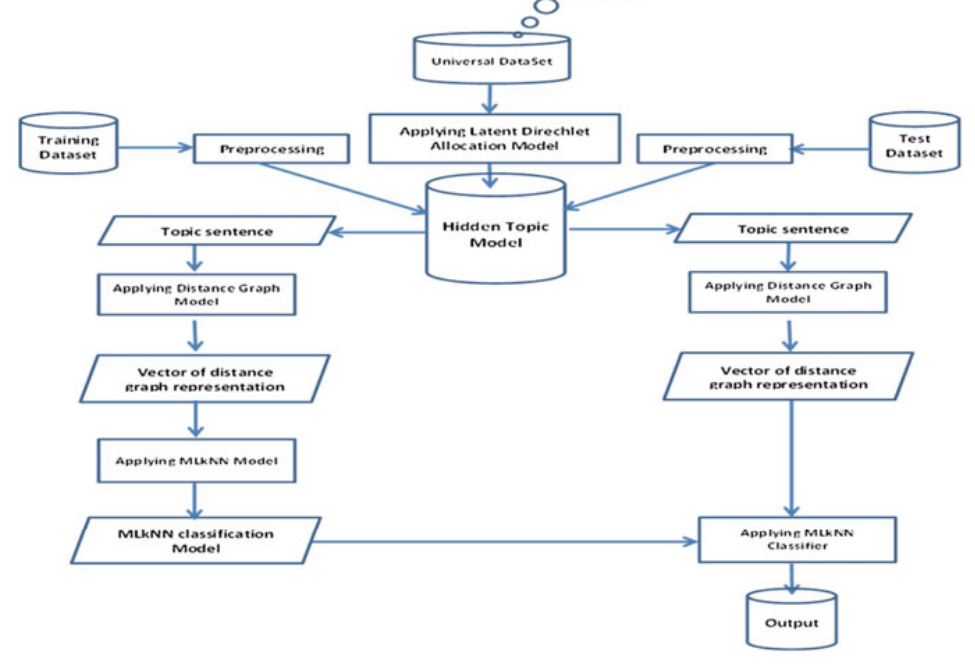 Universal DataSet
Training
Dataset
Preprocessing
Applying Latent Direchlet
Allocation Model
Preprocessing
Test
Dataset
Hidden Topic
Model
Topic sentence
Topic sentence
Applying Distance Graph
Model
Applying Distance Graph
Model
Vector of distance
graph representation
Vector of distance
graph representation
Applying MLkNN Model
MLkNN classification
Model
Applying MLkNN
Classifier
Output